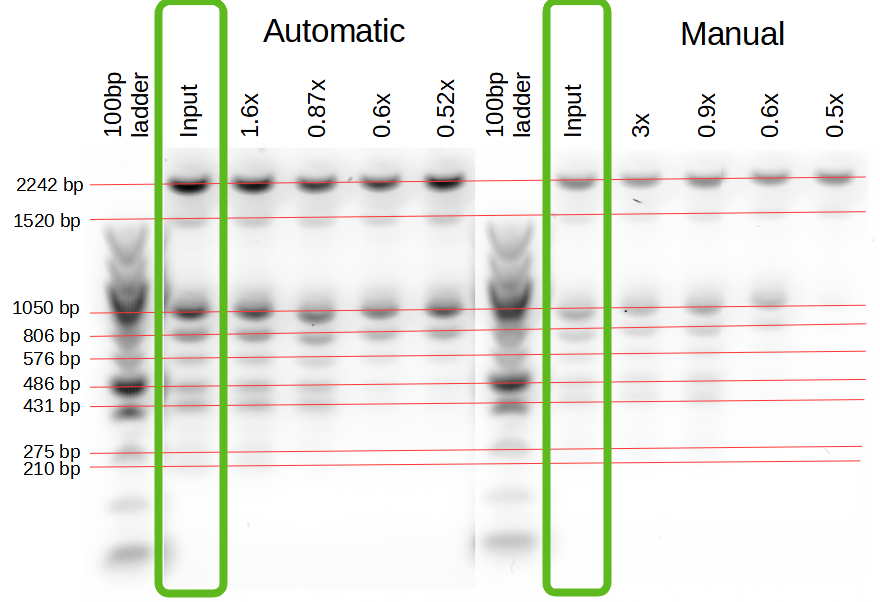 Automatic
Manual
100bp
ladder
Input
1.6x
0.87x
0.6x
0.52x
100bp
ladder
Input
3x
0.9x
0.6x
0.5x
2242 bp
1520 bp
1050 bp
806 bp
576 bp
486 bp
431 bp
275 bp
210 bp